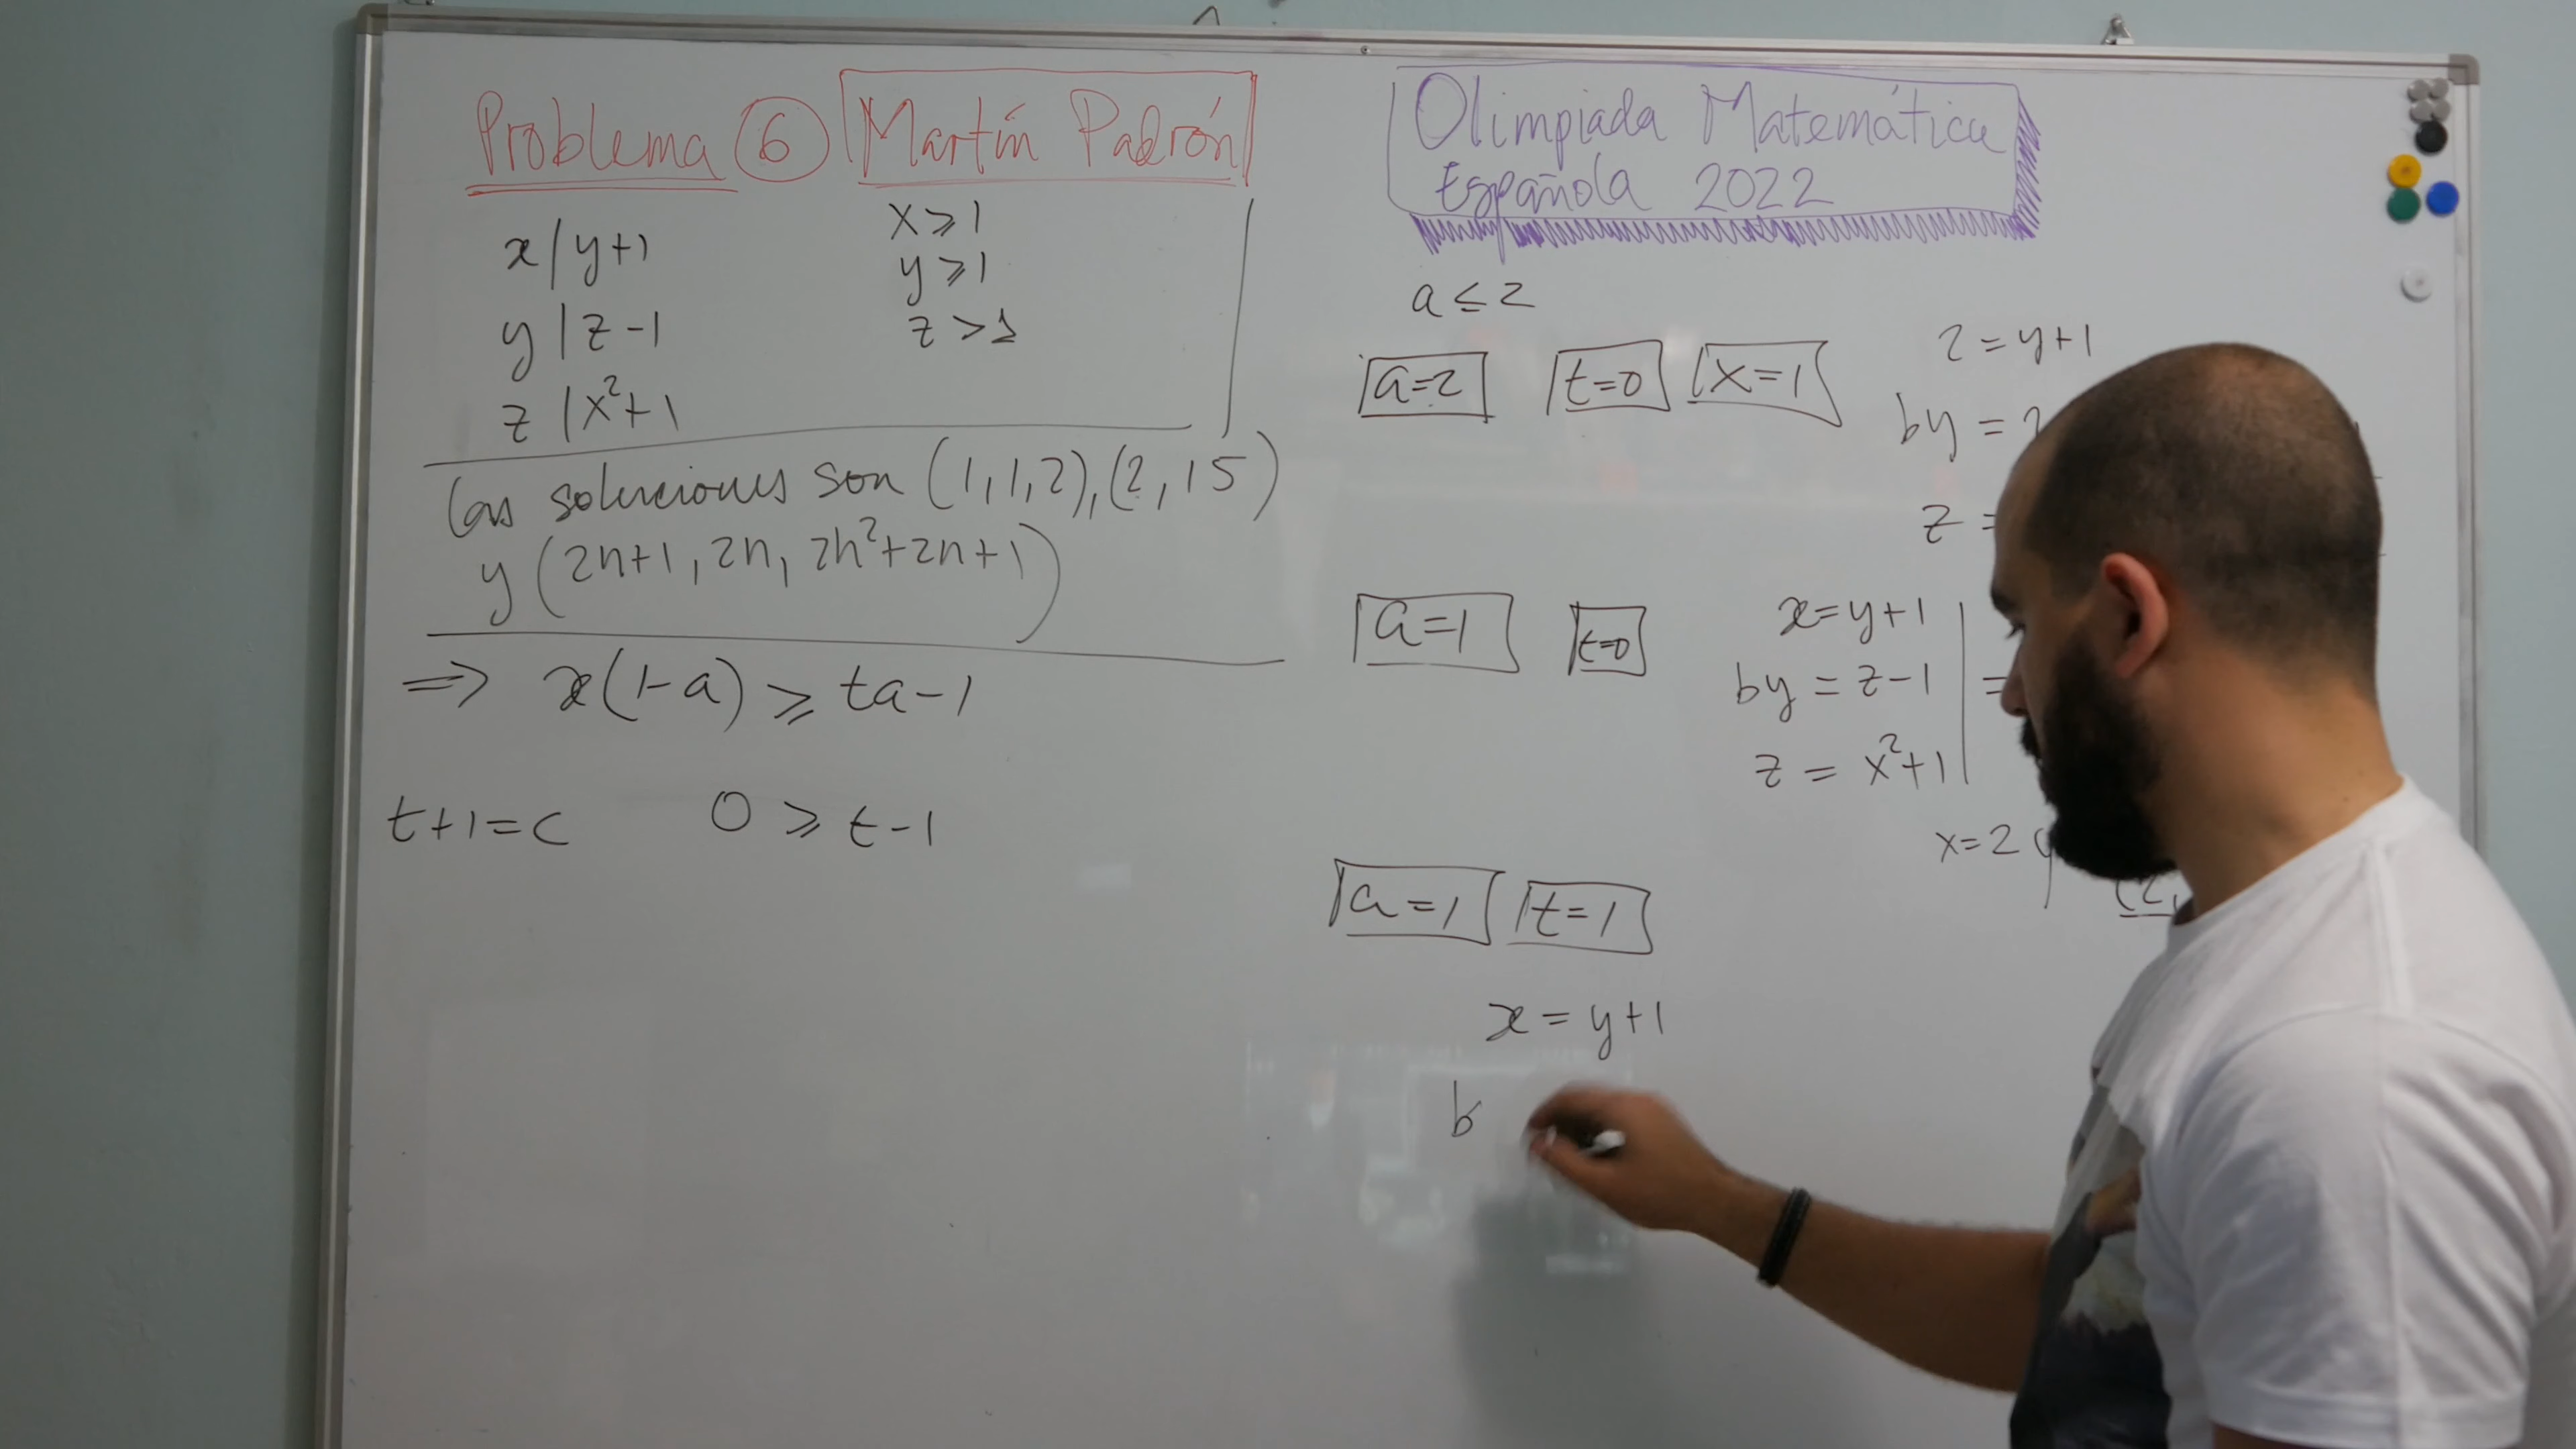 Problema 6 Martín Padrón
x | y+1
y | z-1
z | x²+1
x ≥ 1
y ≥ 1
z > 1
las soluciones son (1,1,2), (2,15)
y (2n+1, 2n, 2n²+2n+1)
⇒ x(1-a) ≥ ta-1
t+1=c 0 ≥ t-1
Olimpiada Matemática
Española 2022
a ≤ 2
a=2 t=0 x=1
2 = y+1
by =
z =
a=1 t=0
x=y+1
by = z-1 =
z = x²+1
x=2 y
a=1 t=1
x = y+1
b